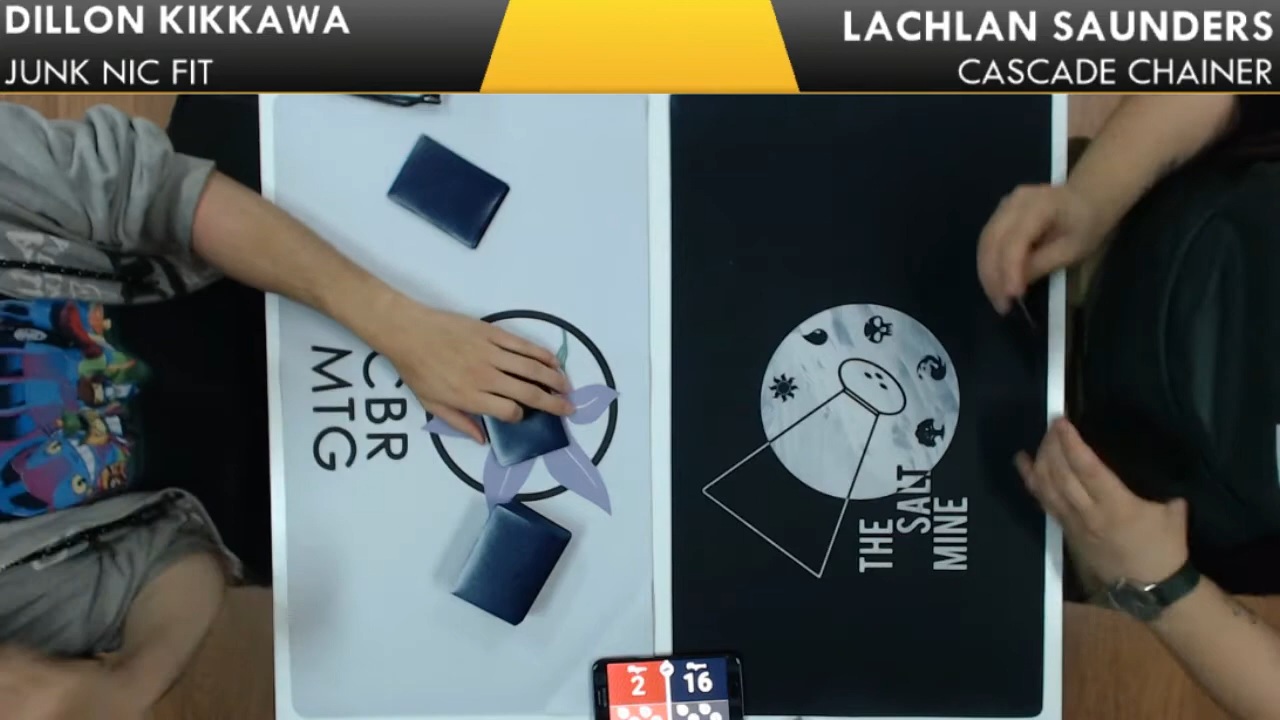 DILLON KIKKAWA
JUNK NIC FIT
LACHLAN SAUNDERS
CASCADE CHAINER
CBR
MTG
THE
SALT
MINE
2
16